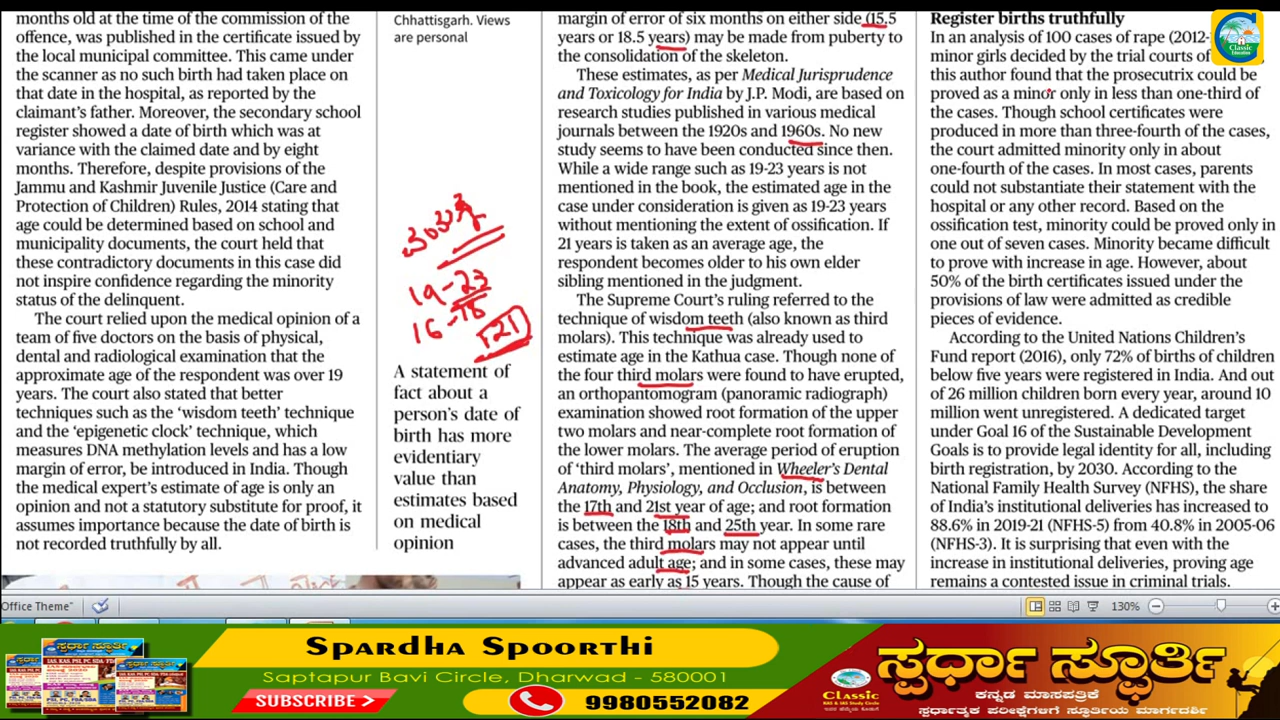 months old at the time of the commission of the
offence, was published in the certificate issued by
the local municipal committee. This came under
the scanner as no such birth had taken place on
that date in the hospital, as reported by the
claimant's father. Moreover, the secondary school
register showed a date of birth which was at
variance with the claimed date and by eight
months. Therefore, despite provisions of the
Jammu and Kashmir Juvenile Justice (Care and
Protection of Children) Rules, 2014 stating that
age could be determined based on school and
municipality documents, the court held that
these contradictory documents in this case did
not inspire confidence regarding the minority
status of the delinquent.
The court relied upon the medical opinion of a
team of five doctors on the basis of physical,
dental and radiological examination that the
approximate age of the respondent was over 19
years. The court also stated that better
techniques such as the 'wisdom teeth' technique
and the 'epigenetic clock' technique, which
measures DNA methylation levels and has a low
margin of error, be introduced in India. Though
the medical expert's estimate of age is only an
opinion and not a statutory substitute for proof, it
assumes importance because the date of birth is
not recorded truthfully by all.
Chhattisgarh. Views
are personal
19-23
16-18
21
A statement of
fact about a
person's date of
birth has more
evidentiary
value than
estimates based
on medical
opinion
margin of error of six months on either side (15.5
years or 18.5 years) may be made from puberty to
the consolidation of the skeleton.
These estimates, as per Medical Jurisprudence
and Toxicology for India by J.P. Modi, are based on
research studies published in various medical
journals between the 1920s and 1960s. No new
study seems to have been conducted since then.
While a wide range such as 19-23 years is not
mentioned in the book, the estimated age in the
case under consideration is given as 19-23 years
without mentioning the extent of ossification. If
21 years is taken as an average age, the
respondent becomes older to his own elder
sibling mentioned in the judgment.
The Supreme Court's ruling referred to the
technique of wisdom teeth (also known as third
molars). This technique was already used to
estimate age in the Kathua case. Though none of
the four third molars were found to have erupted,
an orthopantomogram (panoramic radiograph)
examination showed root formation of the upper
two molars and near-complete root formation of
the lower molars. The average period of eruption
of 'third molars', mentioned in Wheeler's Dental
Anatomy, Physiology, and Occlusion, is between
the 17th and 21st year of age; and root formation
is between the 18th and 25th year. In some rare
cases, the third molars may not appear until
advanced adult age; and in some cases, these may
appear as early as 15 years. Though the cause of
Register births truthfully
In an analysis of 100 cases of rape (2012-
minor girls decided by the trial courts of
this author found that the prosecutrix could be
proved as a minor only in less than one-third of
the cases. Though school certificates were
produced in more than three-fourth of the cases,
the court admitted minority only in about
one-fourth of the cases. In most cases, parents
could not substantiate their statement with the
hospital or any other record. Based on the
ossification test, minority could be proved only in
one out of seven cases. Minority became difficult
to prove with increase in age. However, about
50% of the birth certificates issued under the
provisions of law were admitted as credible
pieces of evidence.
According to the United Nations Children's
Fund report (2016), only 72% of births of children
below five years were registered in India. And out
of 26 million children born every year, around 10
million went unregistered. A dedicated target
under Goal 16 of the Sustainable Development
Goals is to provide legal identity for all, including
birth registration, by 2030. According to the
National Family Health Survey (NFHS), the share
of India's institutional deliveries has increased to
88.6% in 2019-21 (NFHS-5) from 40.8% in 2005-06
(NFHS-3). It is surprising that even with the
increase in institutional deliveries, proving age
remains a contested issue in criminal trials.
Classic
Education
Office Theme"
130%
Spardha Spoorthi
Saptapur Bavi Circle, Dharwad - 580001
SUBSCRIBE
9980552082
ಸ್ಪರ್ಧಾ ಸ್ಫೂರ್ತಿ
Classic
KAS & IAS Study Circle
ಕನ್ನಡ ಮಾಸಪತ್ರಿಕೆ
ಸ್ಪರ್ಧಾತ್ಮಕ ಪರೀಕ್ಷೆಗಳಿಗೆ ಸ್ಫೂರ್ತಿಯ ಮಾರ್ಗದರ್ಶಿ